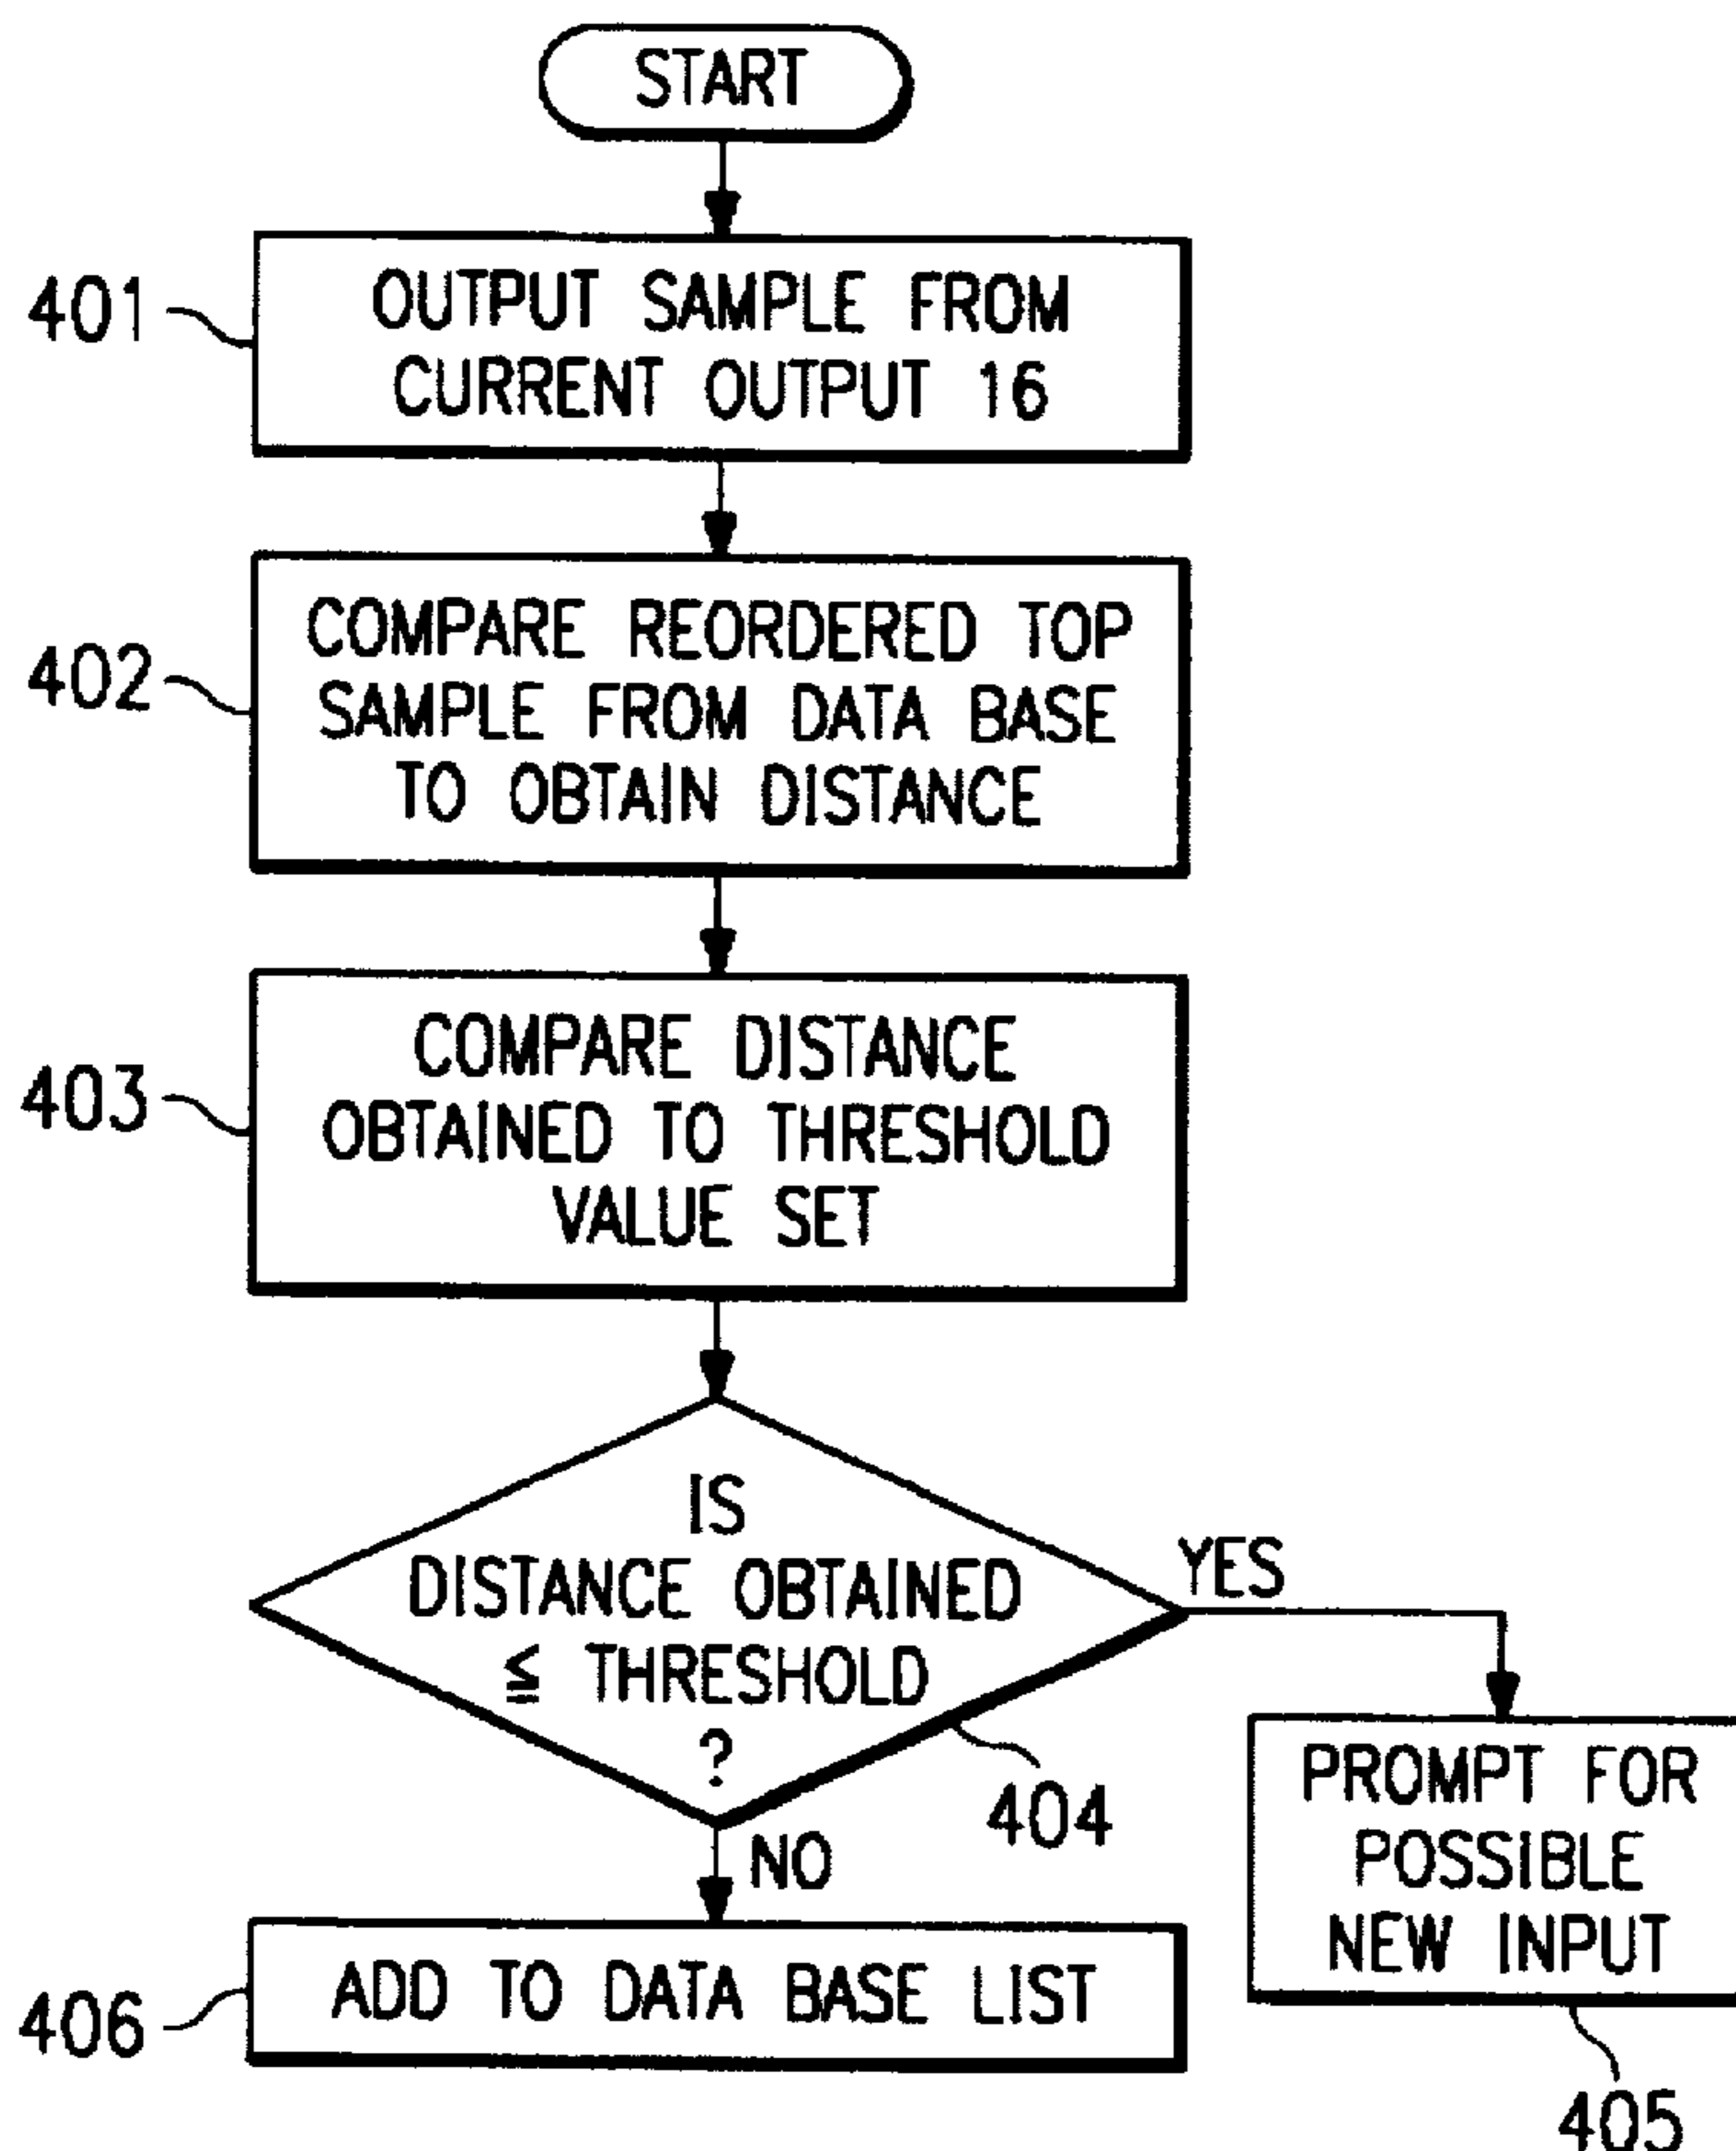 START
401
OUTPUT SAMPLE FROM
CURRENT OUTPUT 16
402
COMPARE REORDERED TOP
SAMPLE FROM DATA BASE
TO OBTAIN DISTANCE
403
COMPARE DISTANCE
OBTAINED TO THRESHOLD
VALUE SET
IS
DISTANCE OBTAINED
≦ THRESHOLD
?
404
YES
NO
PROMPT FOR
POSSIBLE
NEW INPUT
405
406
ADD TO DATA BASE LIST